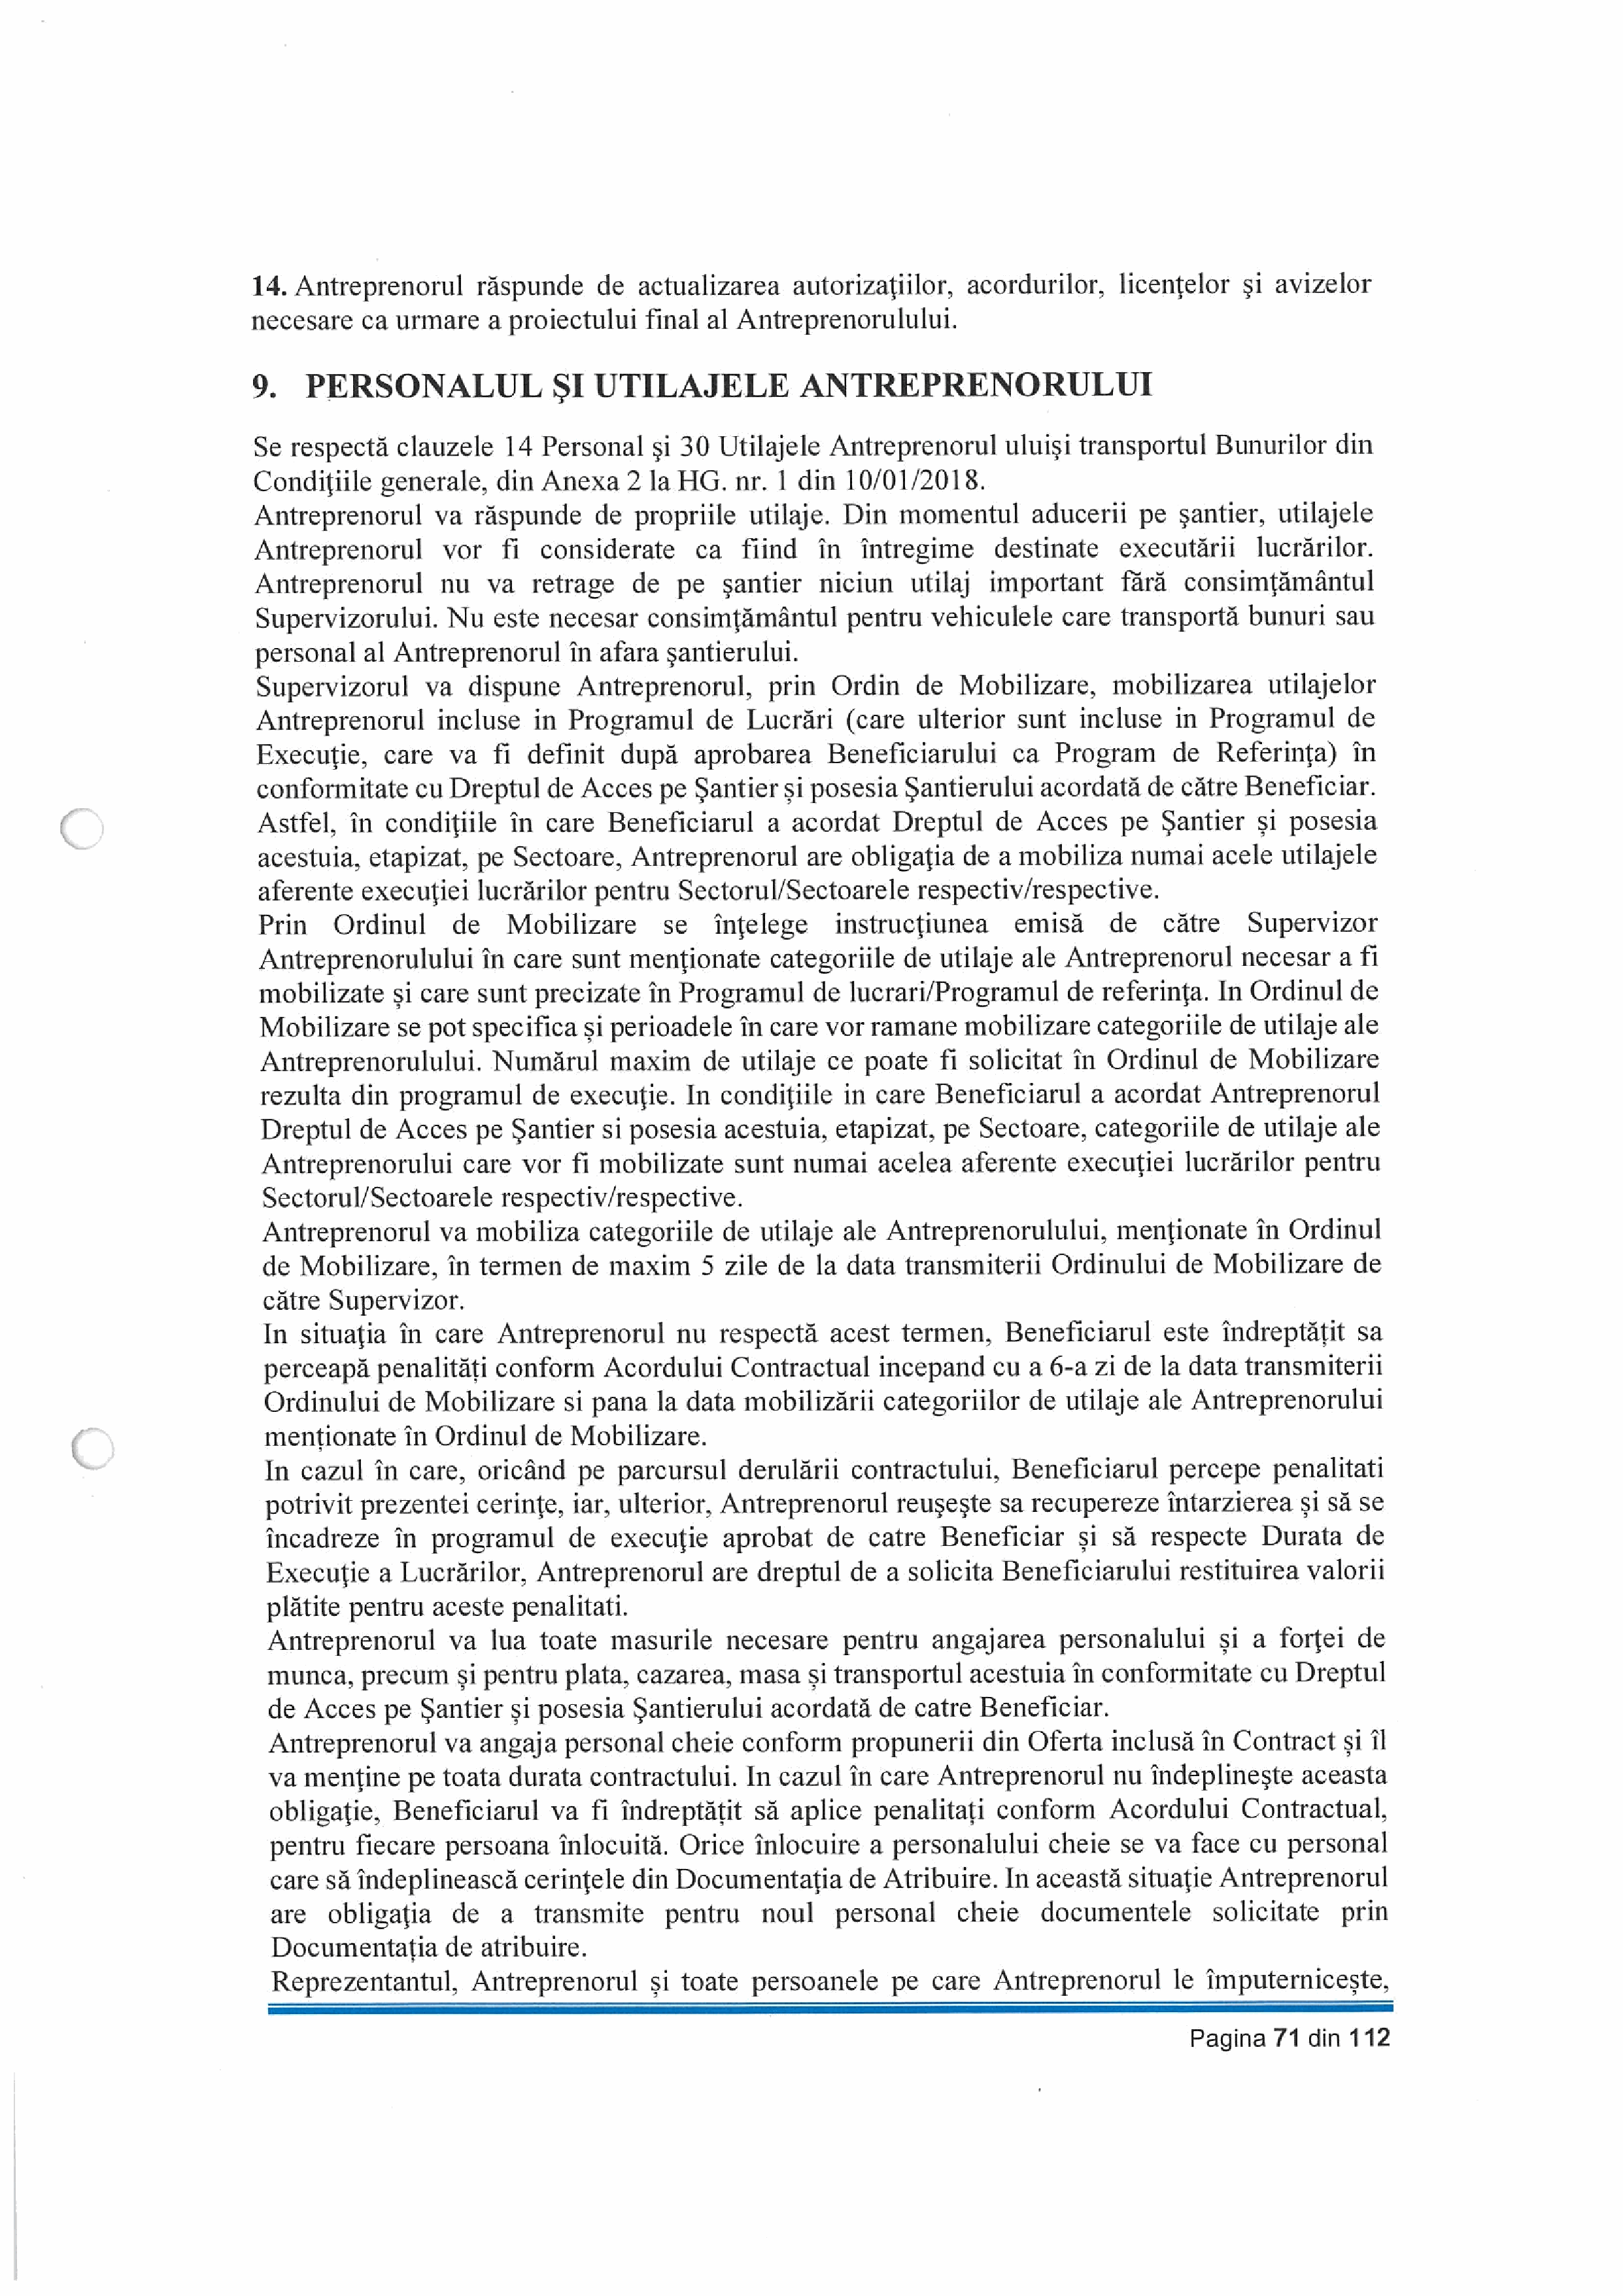 14. Antreprenorul răspunde de actualizarea autorizaţiilor, acordurilor, licenţelor şi avizelor
necesare ca urmare a proiectului final al Antreprenorulului.
9. PERSONALUL ŞI UTILAJELE ANTREPRENORULUI
Se respectă clauzele 14 Personal şi 30 Utilajele Antreprenorul uluişi transportul Bunurilor din
Condiţiile generale, din Anexa 2 la HG. nr. 1 din 10/01/2018.
Antreprenorul va răspunde de propriile utilaje. Din momentul aducerii pe şantier, utilajele
Antreprenorul vor fi considerate ca fiind în întregime destinate executării lucrărilor.
Antreprenorul nu va retrage de pe şantier niciun utilaj important fără consimţământul
Supervizorului. Nu este necesar consimţământul pentru vehiculele care transportă bunuri sau
personal al Antreprenorul în afara şantierului.
Supervizorul va dispune Antreprenorul, prin Ordin de Mobilizare, mobilizarea utilajelor
Antreprenorul incluse in Programul de Lucrări (care ulterior sunt incluse in Programul de
Execuţie, care va fi definit după aprobarea Beneficiarului ca Program de Referinţa) în
conformitate cu Dreptul de Acces pe Şantier și posesia Şantierului acordată de către Beneficiar.
Astfel, în condiţiile în care Beneficiarul a acordat Dreptul de Acces pe Şantier și posesia
acestuia, etapizat, pe Sectoare, Antreprenorul are obligaţia de a mobiliza numai acele utilajele
aferente execuţiei lucrărilor pentru Sectorul/Sectoarele respectiv/respective.
Prin Ordinul de Mobilizare se înţelege instrucţiunea emisă de către Supervizor
Antreprenorulului în care sunt menţionate categoriile de utilaje ale Antreprenorul necesar a fi
mobilizate și care sunt precizate în Programul de lucrari/Programul de referinţa. In Ordinul de
Mobilizare se pot specifica și perioadele în care vor ramane mobilizare categoriile de utilaje ale
Antreprenorulului. Numărul maxim de utilaje ce poate fi solicitat în Ordinul de Mobilizare
rezulta din programul de execuţie. In condiţiile in care Beneficiarul a acordat Antreprenorul
Dreptul de Acces pe Şantier si posesia acestuia, etapizat, pe Sectoare, categoriile de utilaje ale
Antreprenorului care vor fi mobilizate sunt numai acelea aferente execuţiei lucrărilor pentru
Sectorul/Sectoarele respectiv/respective.
Antreprenorul va mobiliza categoriile de utilaje ale Antreprenorulului, menţionate în Ordinul
de Mobilizare, în termen de maxim 5 zile de la data transmiterii Ordinului de Mobilizare de
către Supervizor.
In situaţia în care Antreprenorul nu respectă acest termen, Beneficiarul este îndreptățit sa
perceapă penalități conform Acordului Contractual incepand cu a 6-a zi de la data transmiterii
Ordinului de Mobilizare si pana la data mobilizării categoriilor de utilaje ale Antreprenorului
menționate în Ordinul de Mobilizare.
In cazul în care, oricând pe parcursul derulării contractului, Beneficiarul percepe penalitati
potrivit prezentei cerinţe, iar, ulterior, Antreprenorul reuşeşte sa recupereze întarzierea și să se
încadreze în programul de execuţie aprobat de catre Beneficiar și să respecte Durata de
Execuţie a Lucrărilor, Antreprenorul are dreptul de a solicita Beneficiarului restituirea valorii
plătite pentru aceste penalitati.
Antreprenorul va lua toate masurile necesare pentru angajarea personalului și a forţei de
munca, precum şi pentru plata, cazarea, masa și transportul acestuia în conformitate cu Dreptul
de Acces pe Şantier și posesia Şantierului acordată de catre Beneficiar.
Antreprenorul va angaja personal cheie conform propunerii din Oferta inclusă în Contract și îl
va menţine pe toata durata contractului. In cazul în care Antreprenorul nu îndeplineşte aceasta
obligaţie, Beneficiarul va fi îndreptățit să aplice penalitați conform Acordului Contractual,
pentru fiecare persoana înlocuită. Orice înlocuire a personalului cheie se va face cu personal
care să îndeplinească cerinţele din Documentaţia de Atribuire. In această situaţie Antreprenorul
are obligaţia de a transmite pentru noul personal cheie documentele solicitate prin
Documentația de atribuire.
Reprezentantul, Antreprenorul și toate persoanele pe care Antreprenorul le împuternicește,
Pagina 71 din 112